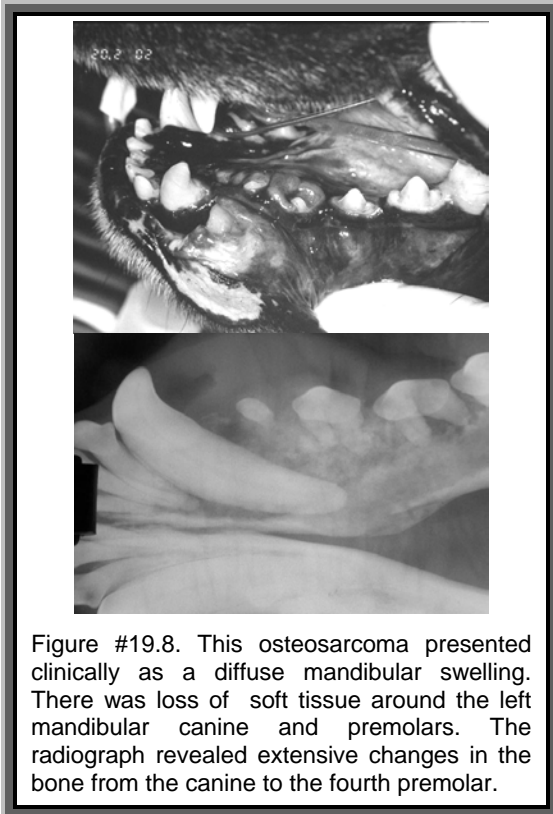 20.2 02
Figure #19.8. This osteosarcoma presented
clinically as a diffuse mandibular swelling.
There was loss of soft tissue around the left
mandibular canine and premolars. The
radiograph revealed extensive changes in the
bone from the canine to the fourth premolar.